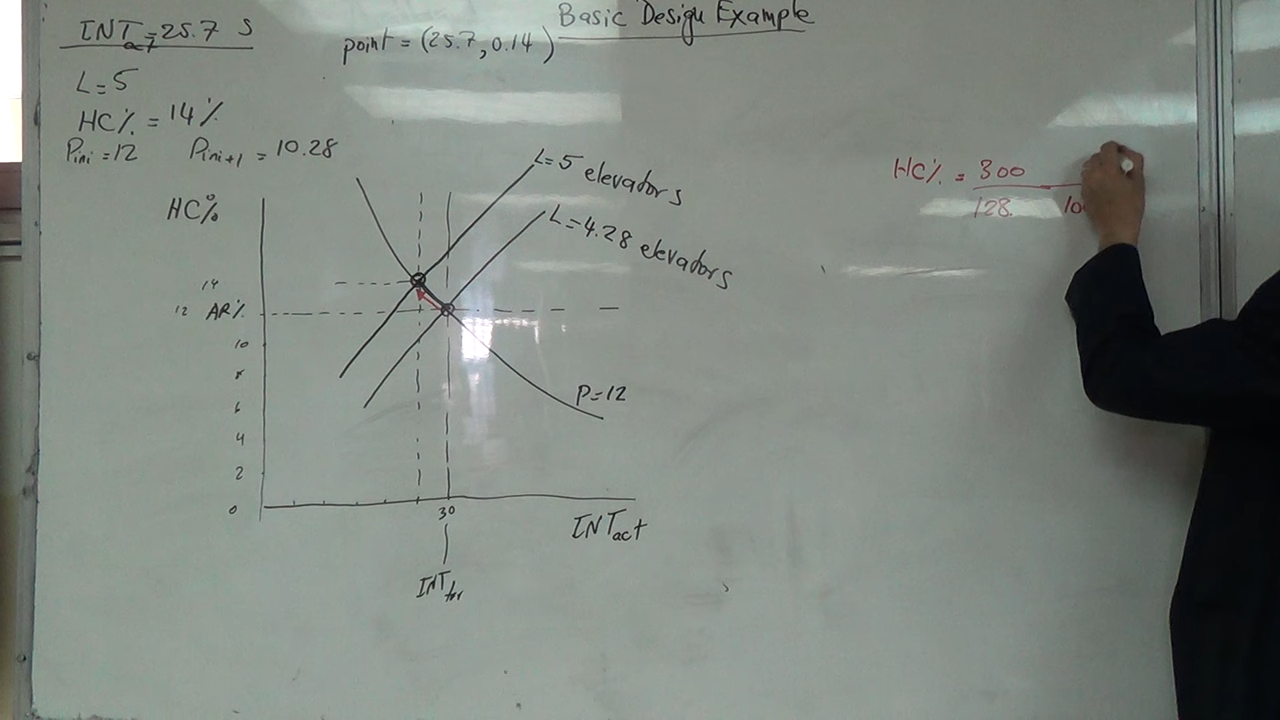 Basic Design Example
INTact=25.7 S
point = (25.7, 0.14)
L=5
HC% = 14%
Pini =12 Pini+1 = 10.28
HC%
L=5 elevators
L=4.28 elevators
HC% = 300
128.
14
12 AR%
10
8
6
4
2
0
P=12
30
INTact
INTtar